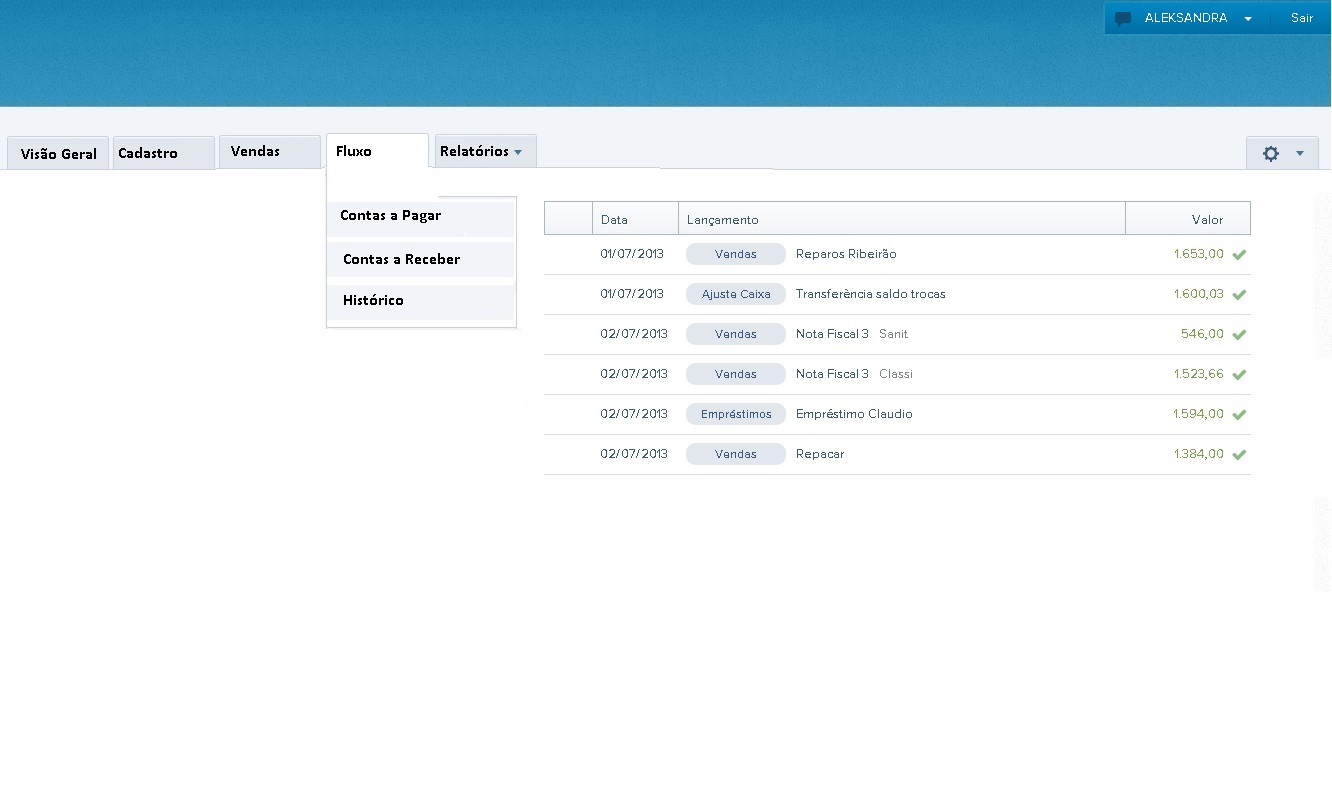 ALEKSANDRA Sair
Visão Geral Cadastro Vendas Fluxo Relatórios
Contas a Pagar
Contas a Receber
Histórico
Data Lançamento Valor
01/07/2013 Vendas Reparos Ribeirão 1.653,00
01/07/2013 Ajuste Caixa Transferência saldo trocas 1.600,03
02/07/2013 Vendas Nota Fiscal 3 Sanit 546,00
02/07/2013 Vendas Nota Fiscal 3 Classi 1.523,66
02/07/2013 Empréstimos Empréstimo Claudio 1.594,00
02/07/2013 Vendas Repacar 1.384,00